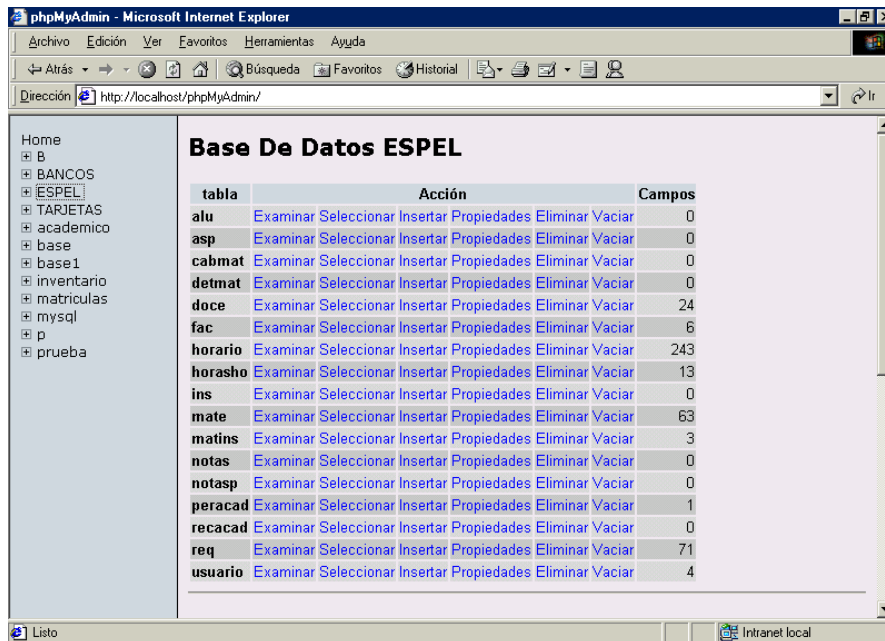 phpMyAdmin - Microsoft Internet Explorer
Archivo Edición Ver Favoritos Herramientas Ayuda
Atrás Búsqueda Favoritos Historial
Dirección http://localhost/phpMyAdmin/ Ir
Home
B
BANCOS
ESPEL
TARJETAS
academico
base
base1
inventario
matriculas
mysql
p
prueba
Base De Datos ESPEL
tabla Acción Campos
alu Examinar Seleccionar Insertar Propiedades Eliminar Vaciar 0
asp Examinar Seleccionar Insertar Propiedades Eliminar Vaciar 0
cabmat Examinar Seleccionar Insertar Propiedades Eliminar Vaciar 0
detmat Examinar Seleccionar Insertar Propiedades Eliminar Vaciar 0
doce Examinar Seleccionar Insertar Propiedades Eliminar Vaciar 24
fac Examinar Seleccionar Insertar Propiedades Eliminar Vaciar 6
horario Examinar Seleccionar Insertar Propiedades Eliminar Vaciar 243
horasho Examinar Seleccionar Insertar Propiedades Eliminar Vaciar 13
ins Examinar Seleccionar Insertar Propiedades Eliminar Vaciar 0
mate Examinar Seleccionar Insertar Propiedades Eliminar Vaciar 63
matins Examinar Seleccionar Insertar Propiedades Eliminar Vaciar 3
notas Examinar Seleccionar Insertar Propiedades Eliminar Vaciar 0
notasp Examinar Seleccionar Insertar Propiedades Eliminar Vaciar 0
peracad Examinar Seleccionar Insertar Propiedades Eliminar Vaciar 1
recacad Examinar Seleccionar Insertar Propiedades Eliminar Vaciar 0
req Examinar Seleccionar Insertar Propiedades Eliminar Vaciar 71
usuario Examinar Seleccionar Insertar Propiedades Eliminar Vaciar 4
Listo Intranet local